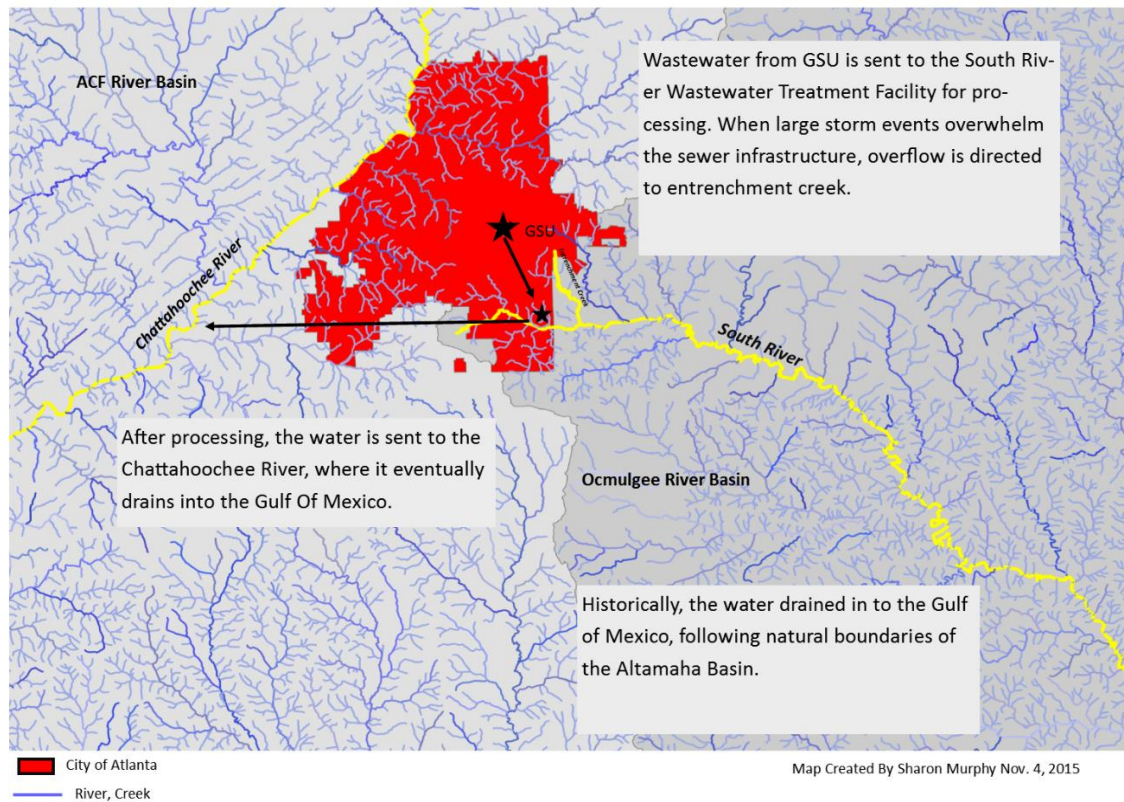 ACF River Basin
Wastewater from GSU is sent to the South Riv-
er Wastewater Treatment Facility for pro-
cessing. When large storm events overwhelm
the sewer infrastructure, overflow is directed
to entrenchment creek.
GSU
Intrenchment Creek
Chattahoochee River
South River
After processing, the water is sent to the
Chattahoochee River, where it eventually
drains into the Gulf Of Mexico.
Ocmulgee River Basin
Historically, the water drained in to the Gulf
of Mexico, following natural boundaries of
the Altamaha Basin.
City of Atlanta
River, Creek
Map Created By Sharon Murphy Nov. 4, 2015